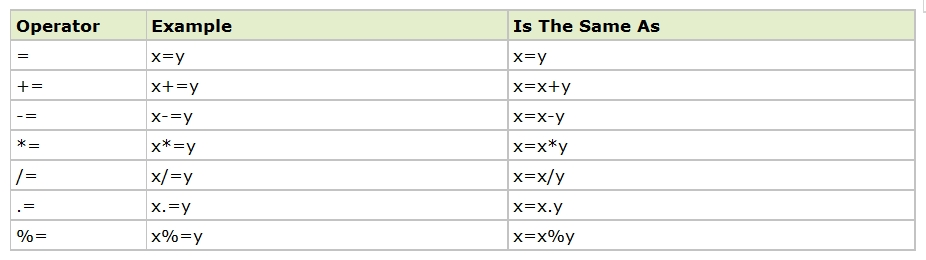 Operator Example Is The Same As
= x=y x=y
+= x+=y x=x+y
-= x-=y x=x-y
*= x*=y x=x*y
/= x/=y x=x/y
.= x.=y x=x.y
%= x%=y x=x%y